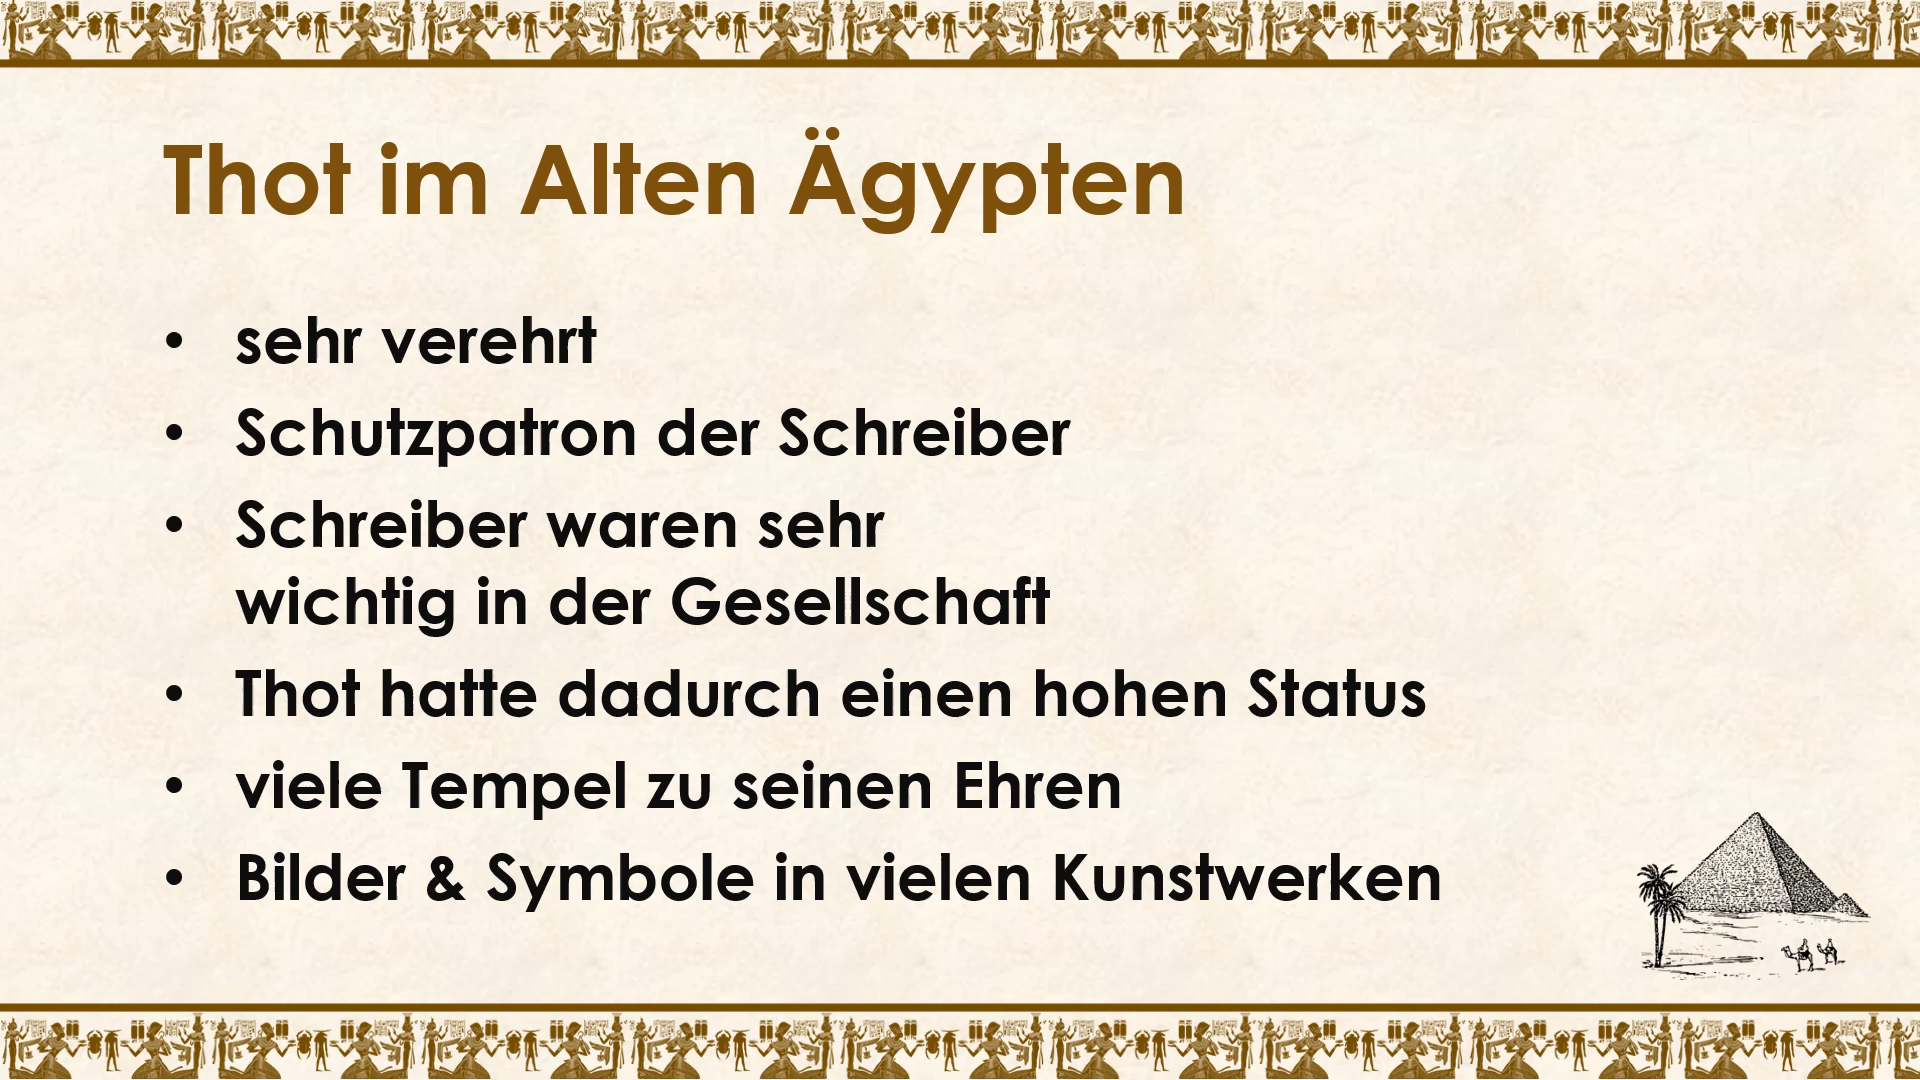 Thot im Alten Ägypten
• sehr verehrt
• Schutzpatron der Schreiber
• Schreiber waren sehr
wichtig in der Gesellschaft
• Thot hatte dadurch einen hohen Status
• viele Tempel zu seinen Ehren
• Bilder & Symbole in vielen Kunstwerken